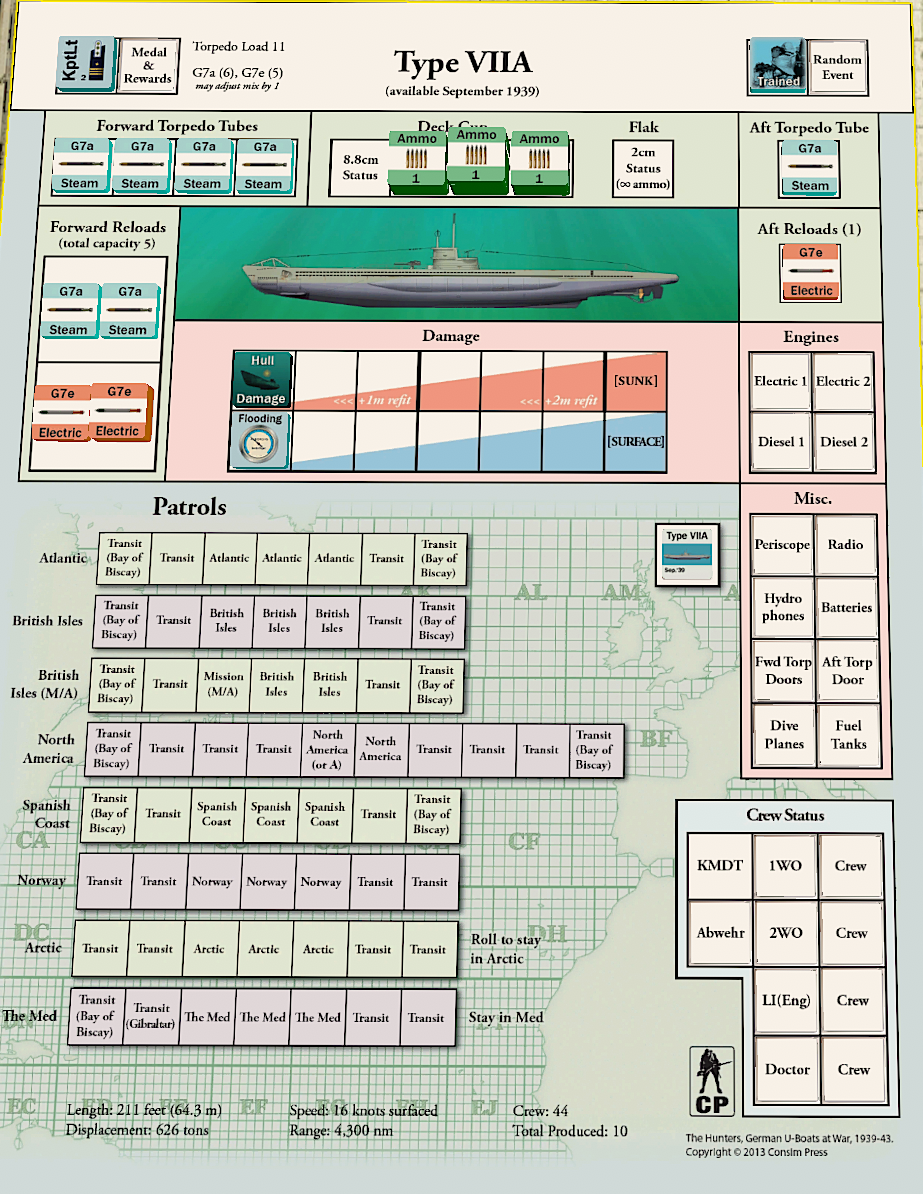 KptLt
2
Medal
&
Rewards
Torpedo Load 11
G7a (6), G7e (5)
may adjust mix by 1
Type VIIA
(available September 1939)
Trained
Random
Event
Forward Torpedo Tubes
G7a
Steam
G7a
Steam
G7a
Steam
G7a
Steam
Deck Gun
8.8cm
Status
Ammo
1
Ammo
1
Ammo
1
Flak
2cm
Status
(∞ ammo)
Aft Torpedo Tube
G7a
Steam
Forward Reloads
(total capacity 5)
G7a
Steam
G7a
Steam
G7e
Electric
G7e
Electric
Aft Reloads (1)
G7e
Electric
Damage
Hull
Damage
<<< +1m refit
<<< +2m refit
[SUNK]
Flooding
[SURFACE]
Engines
Electric 1
Electric 2
Diesel 1
Diesel 2
Misc.
Periscope
Radio
Hydro
phones
Batteries
Fwd Torp
Doors
Aft Torp
Door
Dive
Planes
Fuel
Tanks
Patrols
Type VIIA
Sep.'39
AK
AL
AM
A
Atlantic
Transit
(Bay of
Biscay)
Transit
Atlantic
Atlantic
Atlantic
Transit
Transit
(Bay of
Biscay)
British Isles
Transit
(Bay of
Biscay)
Transit
British
Isles
British
Isles
British
Isles
Transit
Transit
(Bay of
Biscay)
British
Isles (M/A)
Transit
(Bay of
Biscay)
Transit
Mission
(M/A)
British
Isles
British
Isles
Transit
Transit
(Bay of
Biscay)
North
America
Transit
(Bay of
Biscay)
Transit
Transit
Transit
North
America
(or A)
North
America
Transit
Transit
Transit
Transit
(Bay of
Biscay)
BF
Spanish
Coast
Transit
(Bay of
Biscay)
Transit
Spanish
Coast
Spanish
Coast
Spanish
Coast
Transit
Transit
(Bay of
Biscay)
CA
CF
Norway
Transit
Transit
Norway
Norway
Norway
Transit
Transit
DC
DH
Arctic
Transit
Transit
Arctic
Arctic
Arctic
Transit
Transit
Roll to stay
in Arctic
The Med
Transit
(Bay of
Biscay)
Transit
(Gibraltar)
The Med
The Med
The Med
Transit
Transit
Stay in Med
Crew Status
KMDT
1WO
Crew
Abwehr
2WO
Crew
LI(Eng)
Crew
Doctor
Crew
EC
ED
EE
EF
EJ
Length: 211 feet (64.3 m)
Speed: 16 knots surfaced
Crew: 44
Displacement: 626 tons
Range: 4,300 nm
Total Produced: 10
CP
The Hunters, German U-Boats at War, 1939-43.
Copyright © 2013 Consim Press